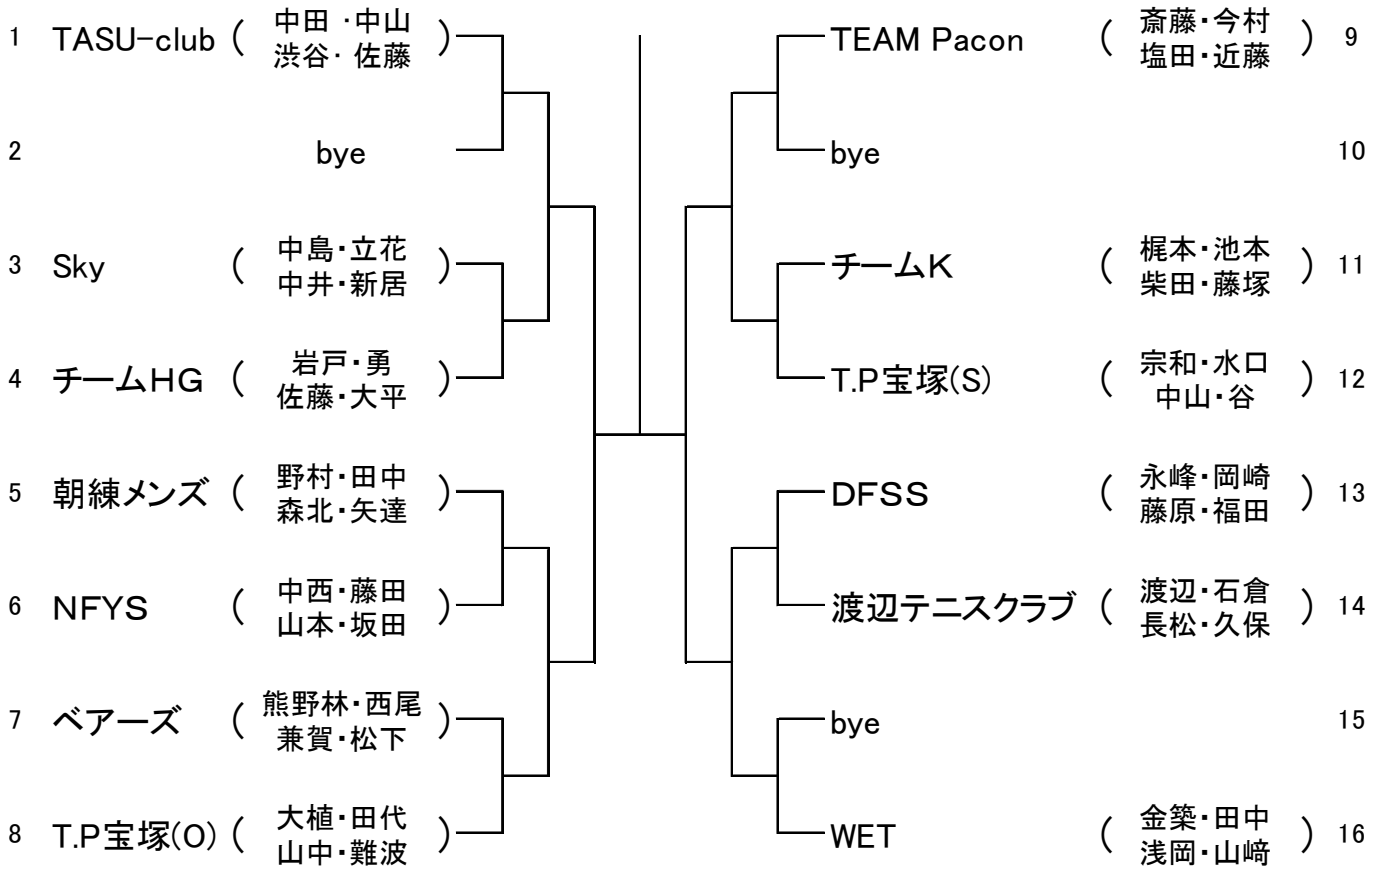 1 TASU-club ( 中田 ・中山 )
渋谷・ 佐藤
2 bye
3 Sky ( 中島・立花 )
中井・新居
4 チームHG ( 岩戸・勇 )
佐藤・大平
5 朝練メンズ ( 野村・田中 )
森北・矢達
6 NFYS ( 中西・藤田 )
山本・坂田
7 ベアーズ ( 熊野林・西尾 )
兼賀・松下
8 T.P宝塚(O) ( 大植・田代 )
山中・難波
TEAM Pacon ( 斎藤・今村 ) 9
塩田・近藤
bye 10
チームK ( 梶本・池本 ) 11
柴田・藤塚
T.P宝塚(S) ( 宗和・水口 ) 12
中山・谷
DFSS ( 永峰・岡崎 ) 13
藤原・福田
渡辺テニスクラブ ( 渡辺・石倉 ) 14
長松・久保
bye 15
WET ( 金築・田中 ) 16
浅岡・山﨑